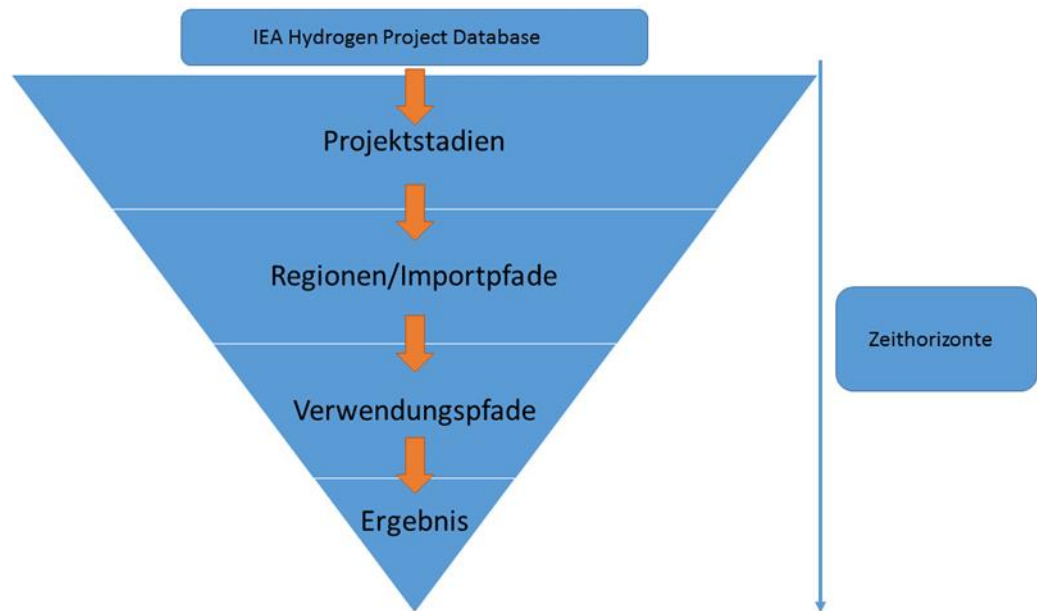 IEA Hydrogen Project Database
Projektstadien
Regionen/Importpfade
Zeithorizonte
Verwendungspfade
Ergebnis